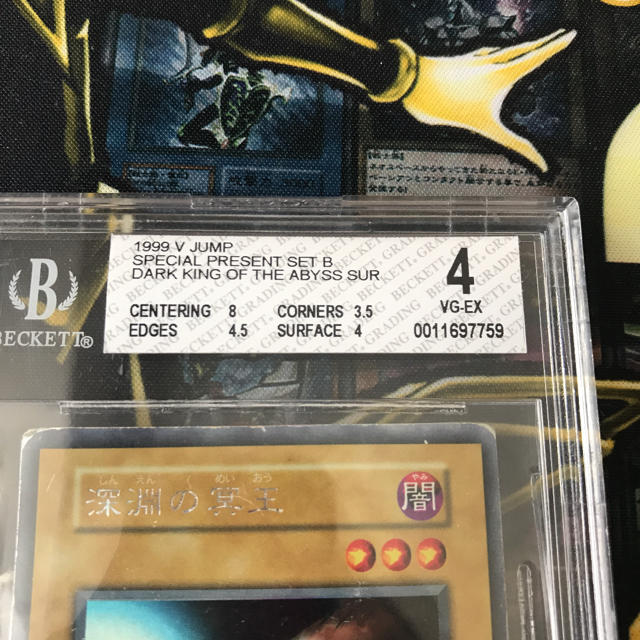 1999 V JUMP
SPECIAL PRESENT SET B
DARK KING OF THE ABYSS SUR
CENTERING 8 CORNERS 3.5
EDGES 4.5 SURFACE 4
4
VG-EX
0011697759
B
BECKETT®
しん えん く めい おう
深淵の冥王
やみ
闇